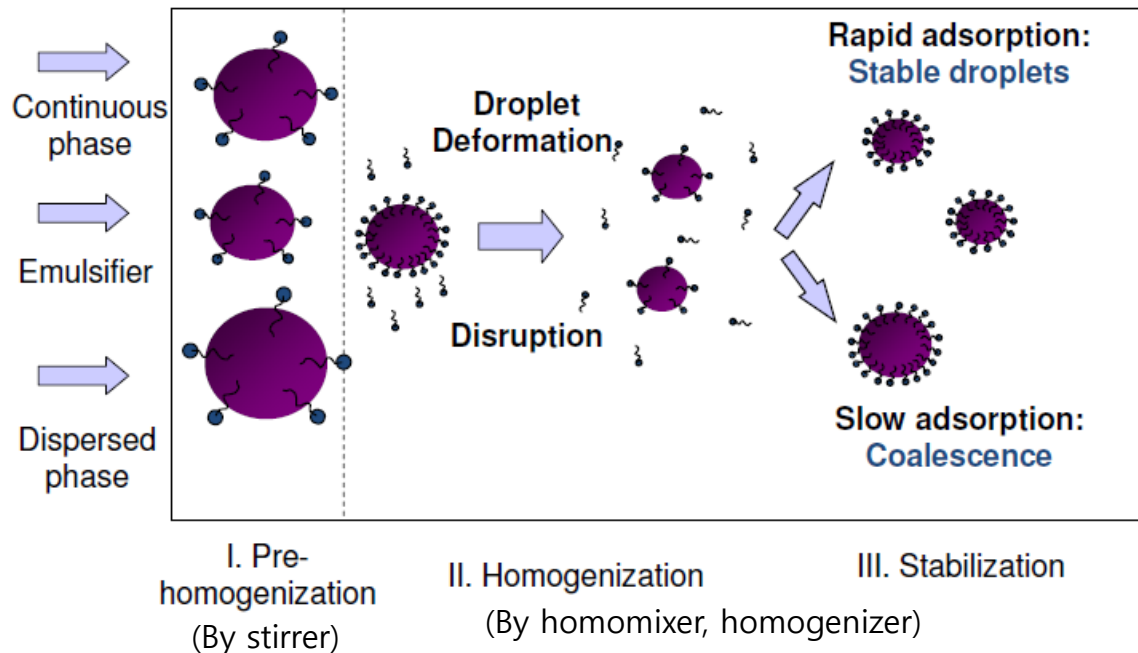 Continuous
phase
Emulsifier
Dispersed
phase
Droplet
Deformation
Disruption
Rapid adsorption:
Stable droplets
Slow adsorption:
Coalescence
I. Pre-
homogenization
(By stirrer)
II. Homogenization
(By homomixer, homogenizer)
III. Stabilization